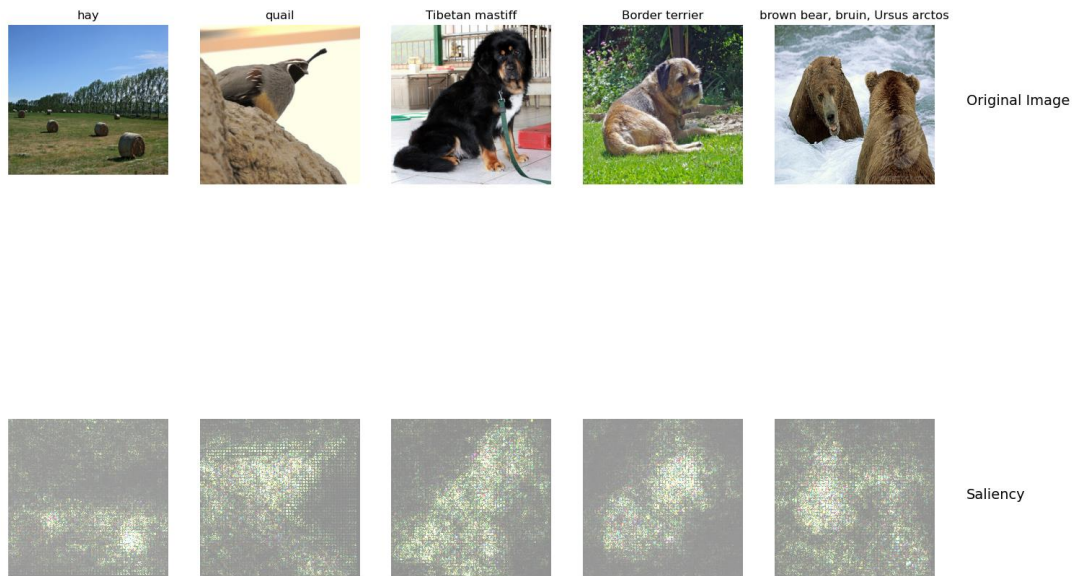 hay
quail
Tibetan mastiff
Border terrier
brown bear, bruin, Ursus arctos
Original Image
Saliency